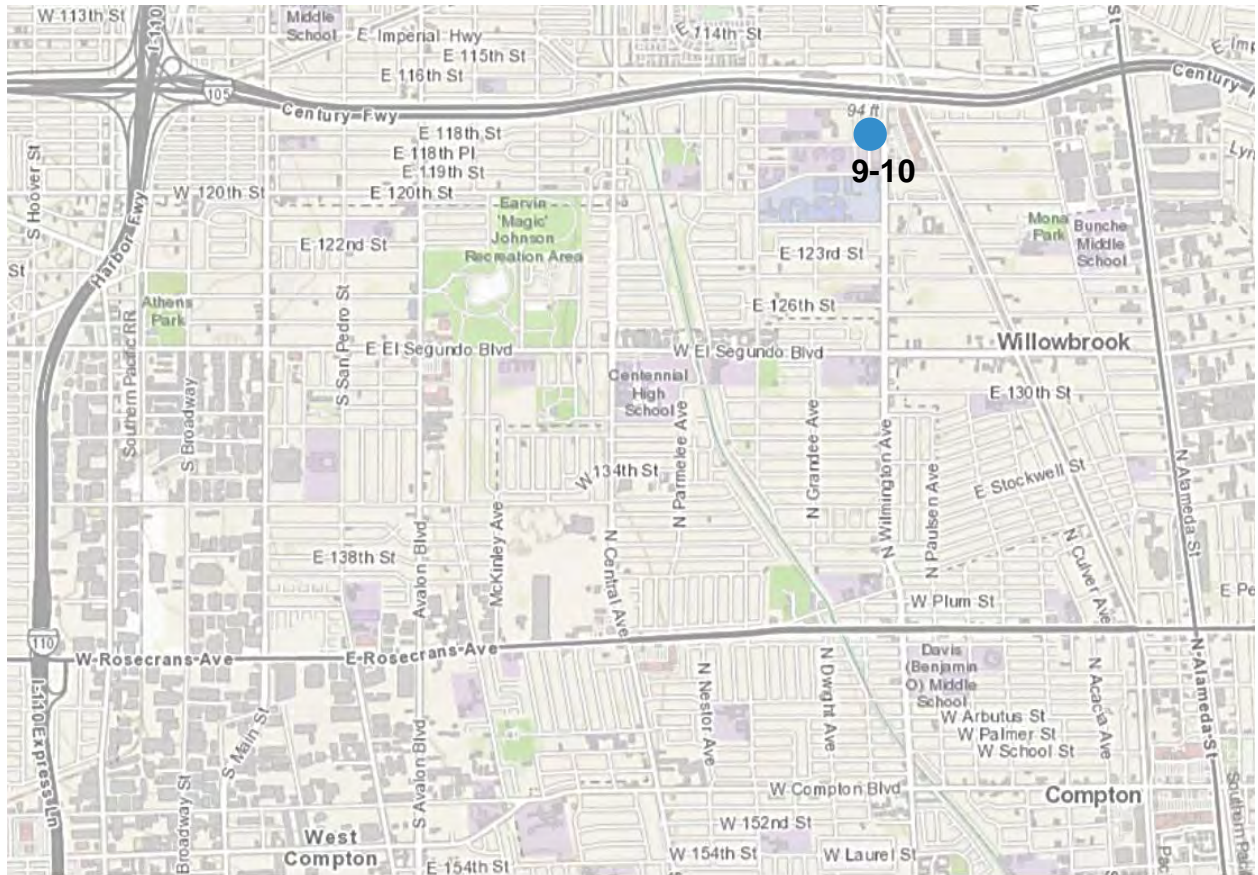 W 113th St
I-110
Middle
School
E Imperial Hwy
E 114th St
St
E 115th St
E 116th St
105
Century Fwy
Century
94 ft
9-10
E 118th St
E 118th Pl
E 119th St
E 120th St
W 120th St
S Hoover St
Harbor Fwy
Earvin
'Magic'
Johnson
Recreation Area
E 122nd St
E 123rd St
Mona
Park
Bunche
Middle
School
St
Athens
Park
Southern Pacific RR
S San Pedro St
E 126th St
E El Segundo Blvd
W El Segundo Blvd
Willowbrook
Centennial
High
School
S Broadway
E 130th St
N Parmelee Ave
N Grandee Ave
N Wilmington Ave
N Paulsen Ave
W 134th St
E Stockwell St
N Alameda St
Avalon Blvd
McKinley Ave
E 138th St
N Central Ave
N Culver Ave
W Plum St
110
W Rosecrans Ave
E Rosecrans Ave
I-110 Express Ln
N Nestor Ave
N Dwight Ave
Davis
(Benjamin
O) Middle
School
N Acacia Ave
N Alameda St
W Arbutus St
W Palmer St
W School St
S Main St
S Avalon Blvd
W Compton Blvd
Compton
Broadway St
West
Compton
W 152nd St
W 154th St
W Laurel St
E 154th St